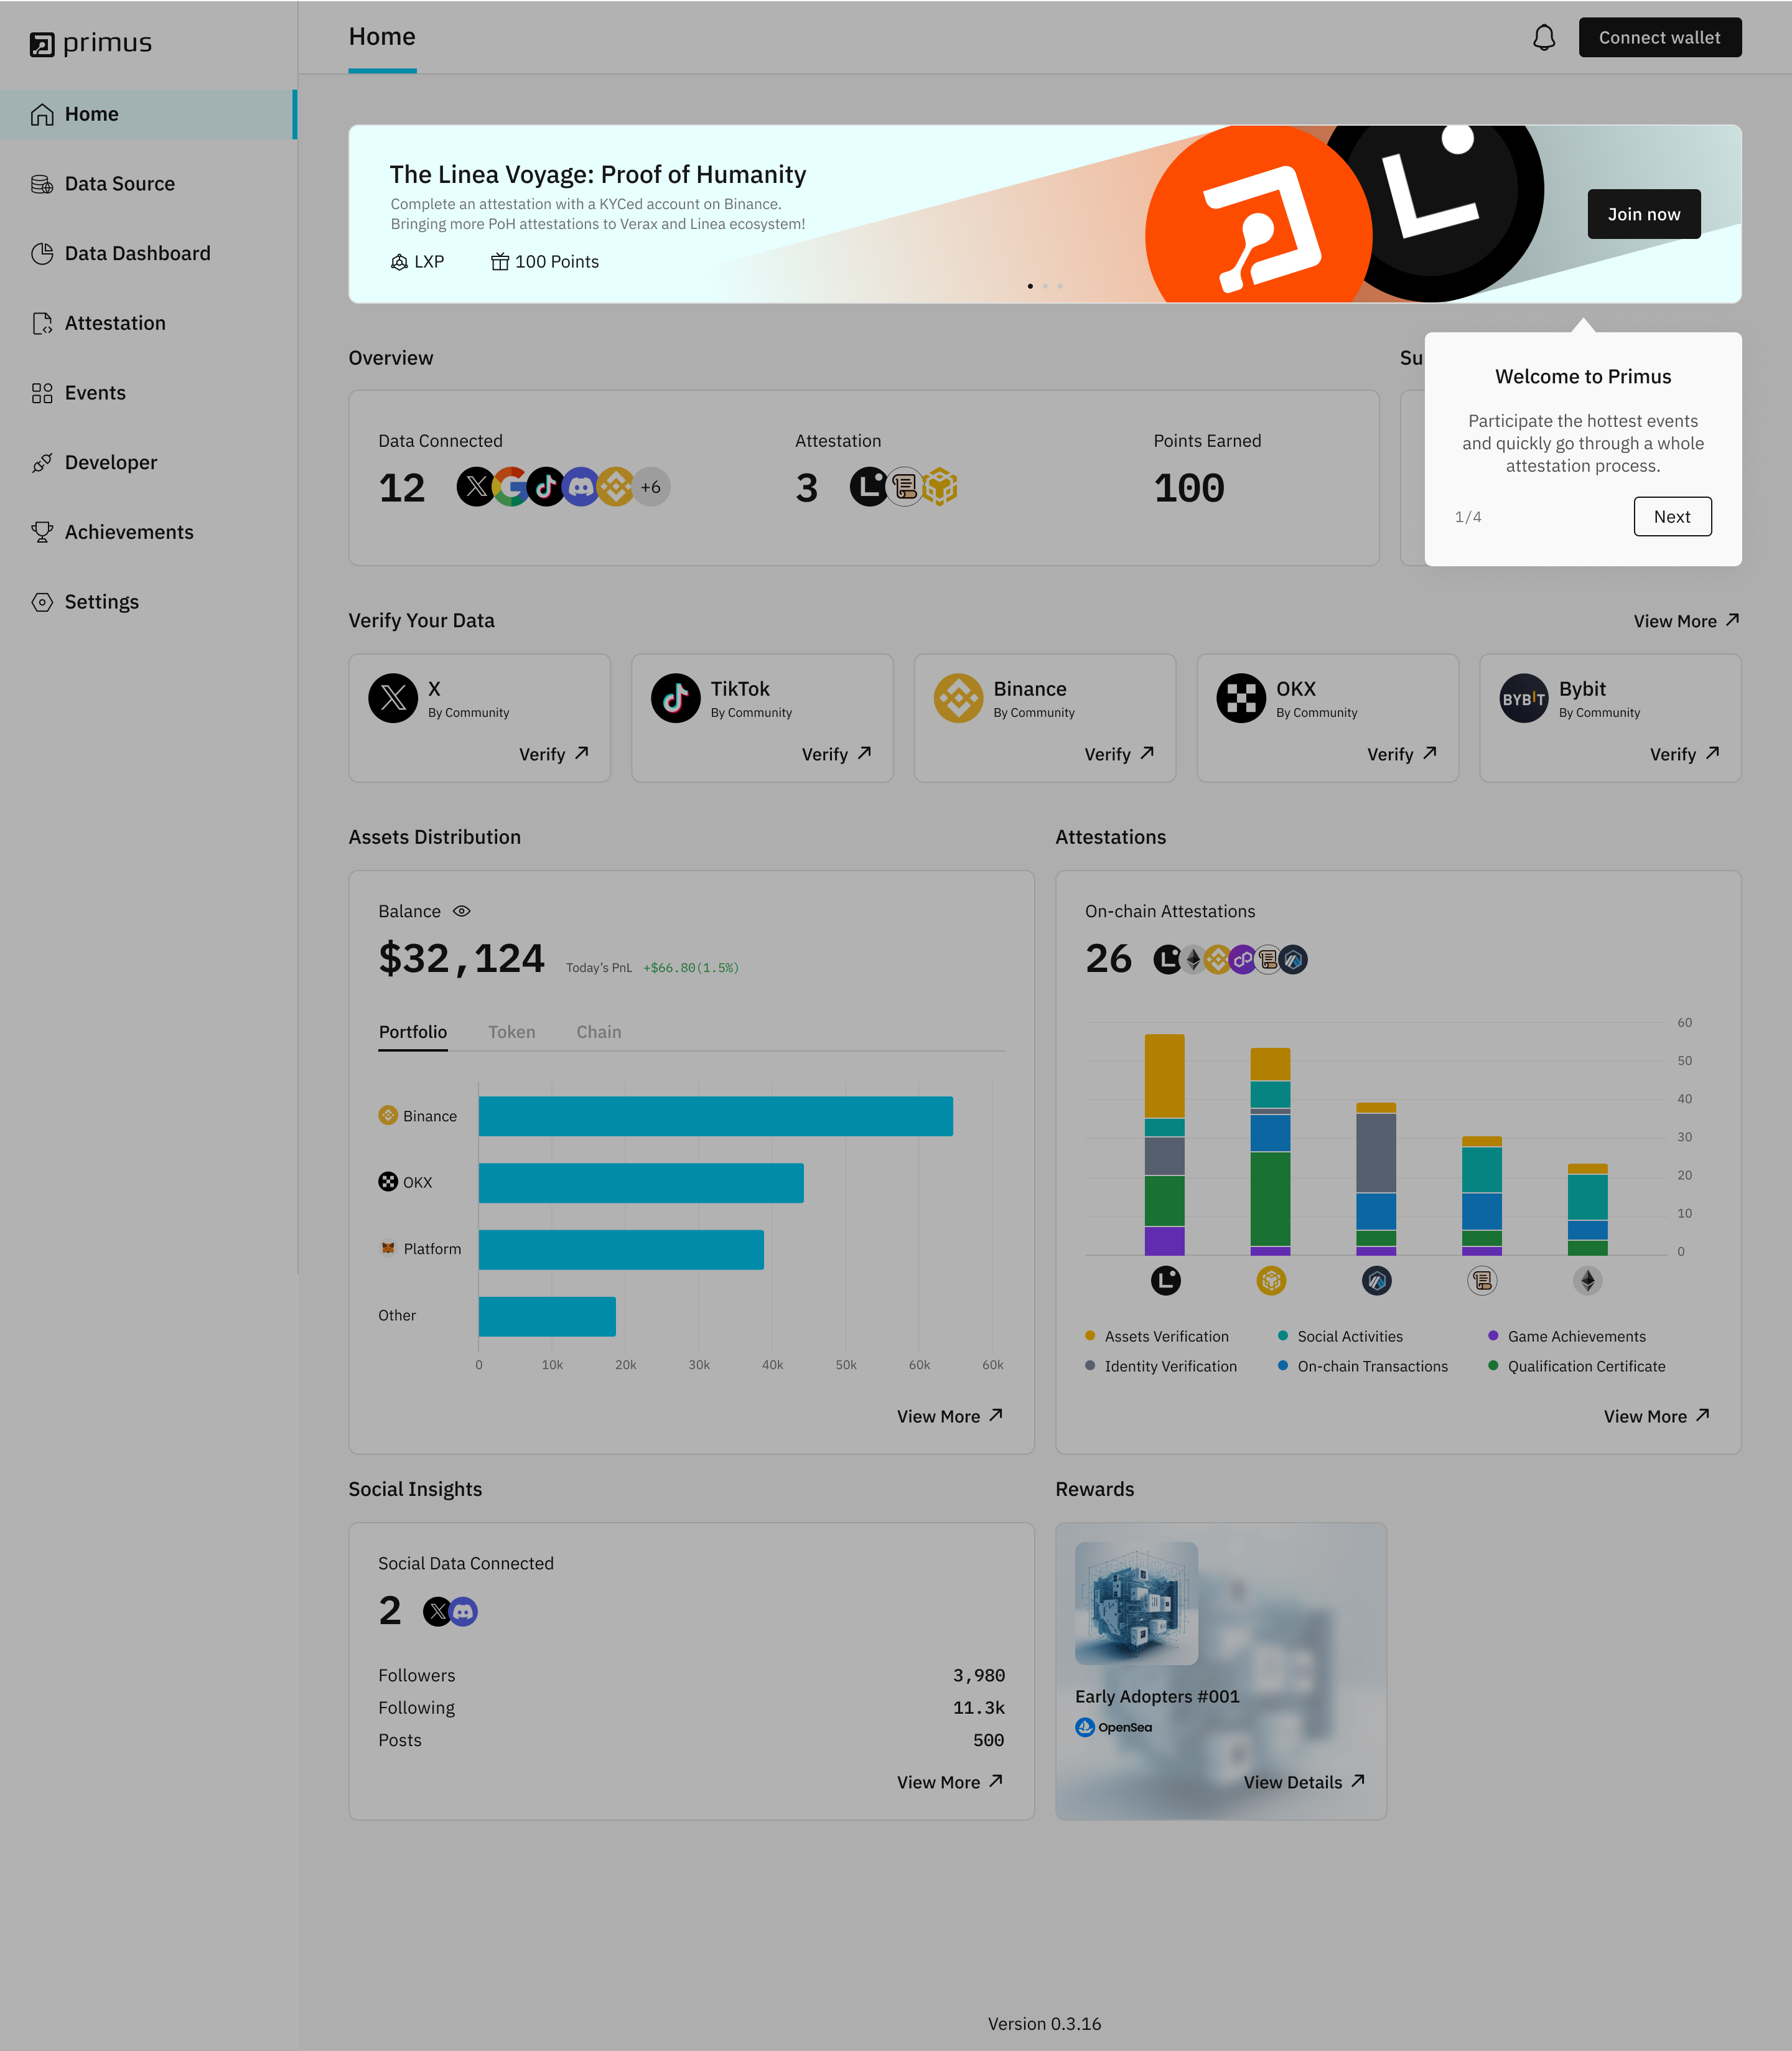 primus
Home
Data Source
Data Dashboard
Attestation
Events
Developer
Achievements
Settings
Home
Connect wallet
The Linea Voyage: Proof of Humanity
Complete an attestation with a KYCed account on Binance.
Bringing more PoH attestations to Verax and Linea ecosystem!
LXP
100 Points
Join now
Overview
Su
Data Connected
12
+6
Attestation
3
Points Earned
100
Welcome to Primus
Participate the hottest events
and quickly go through a whole
attestation process.
1/4
Next
Verify Your Data
View More
X
By Community
Verify
TikTok
By Community
Verify
Binance
By Community
Verify
OKX
By Community
Verify
BYBIT
Bybit
By Community
Verify
Assets Distribution
Balance
$32,124
Today's PnL
+$66.80(1.5%)
Portfolio
Token
Chain
Binance
OKX
Platform
Other
0
10k
20k
30k
40k
50k
60k
60k
View More
Attestations
On-chain Attestations
26
60
50
40
30
20
10
0
Assets Verification
Social Activities
Game Achievements
Identity Verification
On-chain Transactions
Qualification Certificate
View More
Social Insights
Social Data Connected
2
Followers 3,980
Following 11.3k
Posts 500
View More
Rewards
Early Adopters #001
OpenSea
View Details
Version 0.3.16